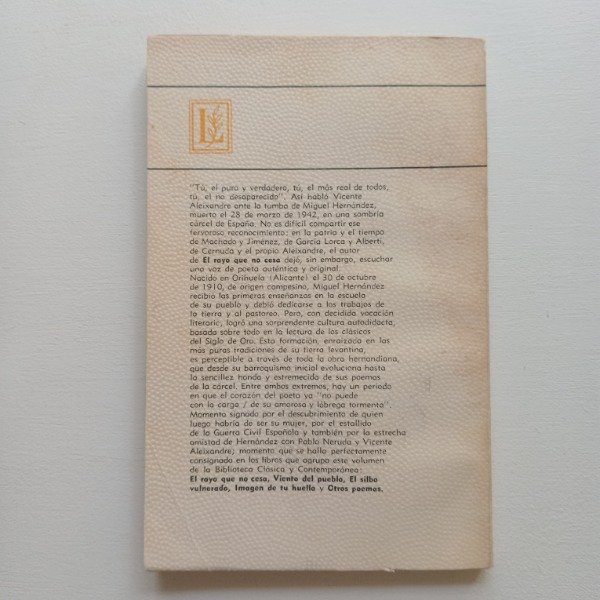 L
"Tú, el puro y verdadero, tú, el más real de todos,
tú, el no desaparecido". Así habló Vicente
Aleixandre ante la tumba de Miguel Hernández,
muerto el 28 de marzo de 1942, en una sombría
cárcel de España. No es difícil compartir ese
fervoroso reconocimiento: en la patria y el tiempo
de Machado y Jiménez, de García Lorca y Alberti,
de Cernuda y el propio Aleixandre, el autor
de El rayo que no cesa dejó, sin embargo, escuchar
una voz de poeta auténtica y original.
Nacido en Orihuela (Alicante) el 30 de octubre
de 1910, de origen campesino, Miguel Hernández
recibió las primeras enseñanzas en la escuela
de su pueblo y debió dedicarse a los trabajos de
la tierra y al pastoreo. Pero, con decidida vocación
literaria, logró una sorprendente cultura autodidacta,
basada sobre todo en la lectura de los clásicos
del Siglo de Oro. Esta formación, enraizada en las
más puras tradiciones de su tierra levantina,
es perceptible a través de toda la obra hernandiana,
que desde su barroquismo inicial evoluciona hasta
la sencillez honda y estremecida de sus poemas
de la cárcel. Entre ambos extremos, hay un período
en que el corazón del poeta ya "no puede
con la carga / de su amorosa y lóbrega tormenta".
Momento signado por el descubrimiento de quien
luego habría de ser su mujer, por el estallido
de la Guerra Civil Española y también por la estrecha
amistad de Hernández con Pablo Neruda y Vicente
Aleixandre; momento que se halla perfectamente
consignado en los libros que agrupa este volumen
de la Biblioteca Clásica y Contemporánea:
El rayo que no cesa, Viento del pueblo, El silbo
vulnerado, Imagen de tu huella y Otros poemas.